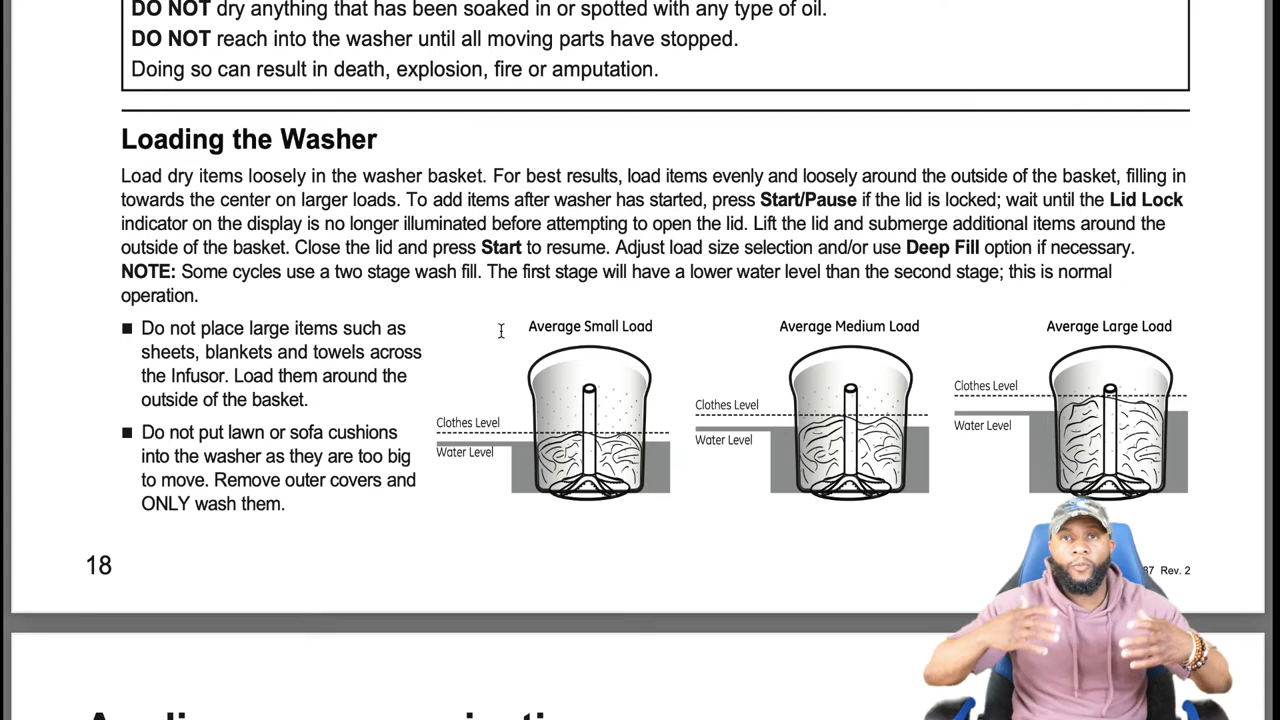 DO NOT dry anything that has been soaked in or spotted with any type of oil.
DO NOT reach into the washer until all moving parts have stopped.
Doing so can result in death, explosion, fire or amputation.
Loading the Washer
Load dry items loosely in the washer basket. For best results, load items evenly and loosely around the outside of the basket, filling in
towards the center on larger loads. To add items after washer has started, press Start/Pause if the lid is locked; wait until the Lid Lock
indicator on the display is no longer illuminated before attempting to open the lid. Lift the lid and submerge additional items around the
outside of the basket. Close the lid and press Start to resume. Adjust load size selection and/or use Deep Fill option if necessary.
NOTE: Some cycles use a two stage wash fill. The first stage will have a lower water level than the second stage; this is normal
operation.
■ Do not place large items such as
sheets, blankets and towels across
the Infusor. Load them around the
outside of the basket.
■ Do not put lawn or sofa cushions
into the washer as they are too big
to move. Remove outer covers and
ONLY wash them.
Average Small Load
Clothes Level
Water Level
Average Medium Load
Clothes Level
Water Level
Average Large Load
Clothes Level
Water Level
18
87 Rev. 2